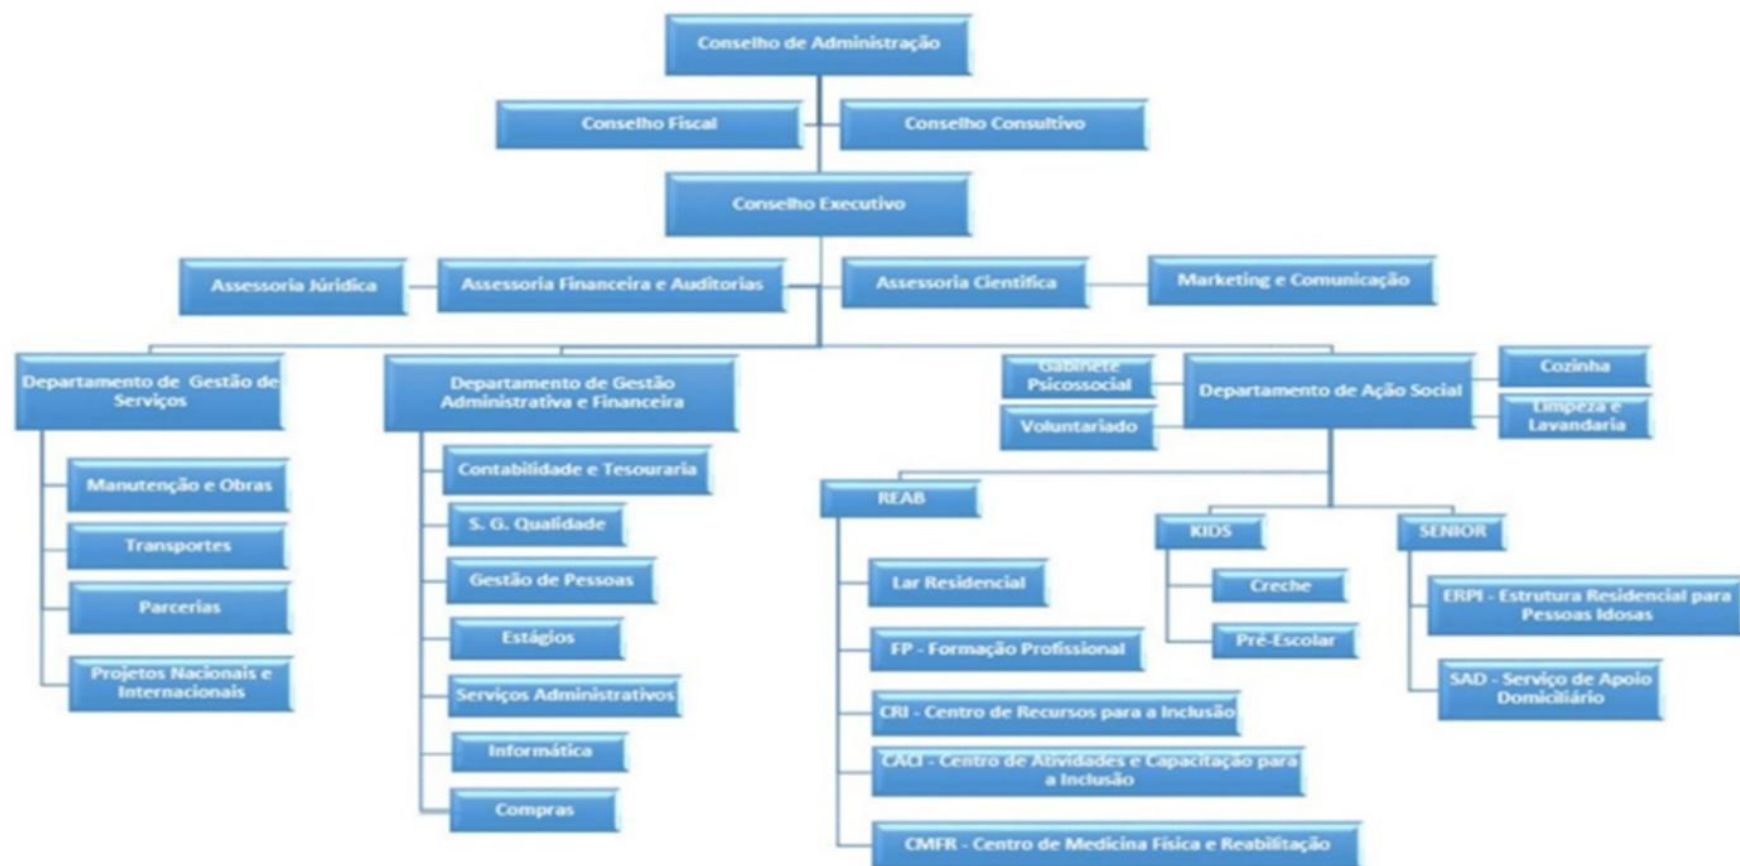 Conselho de Administração
Conselho Fiscal
Conselho Consultivo
Conselho Executivo
Assessoria Júridica
Assessoria Financeira e Auditorias
Assessoria Cientifica
Marketing e Comunicação
Departamento de Gestão de
Serviços
Manutenção e Obras
Transportes
Parcerias
Projetos Nacionais e
Internacionais
Departamento de Gestão
Administrativa e Financeira
Contabilidade e Tesouraria
S. G. Qualidade
Gestão de Pessoas
Estágios
Serviços Administrativos
Informática
Compras
Gabinete
Psicossocial
Voluntariado
Departamento de Ação Social
Cozinha
Limpeza e
Lavandaria
REAB
Lar Residencial
FP - Formação Profissional
CRI - Centro de Recursos para a Inclusão
CACI - Centro de Atividades e Capacitação para
a Inclusão
CMFR - Centro de Medicina Física e Reabilitação
KIDS
Creche
Pré-Escolar
SENIOR
ERPI - Estrutura Residencial para
Pessoas Idosas
SAD - Serviço de Apoio
Domiciliário